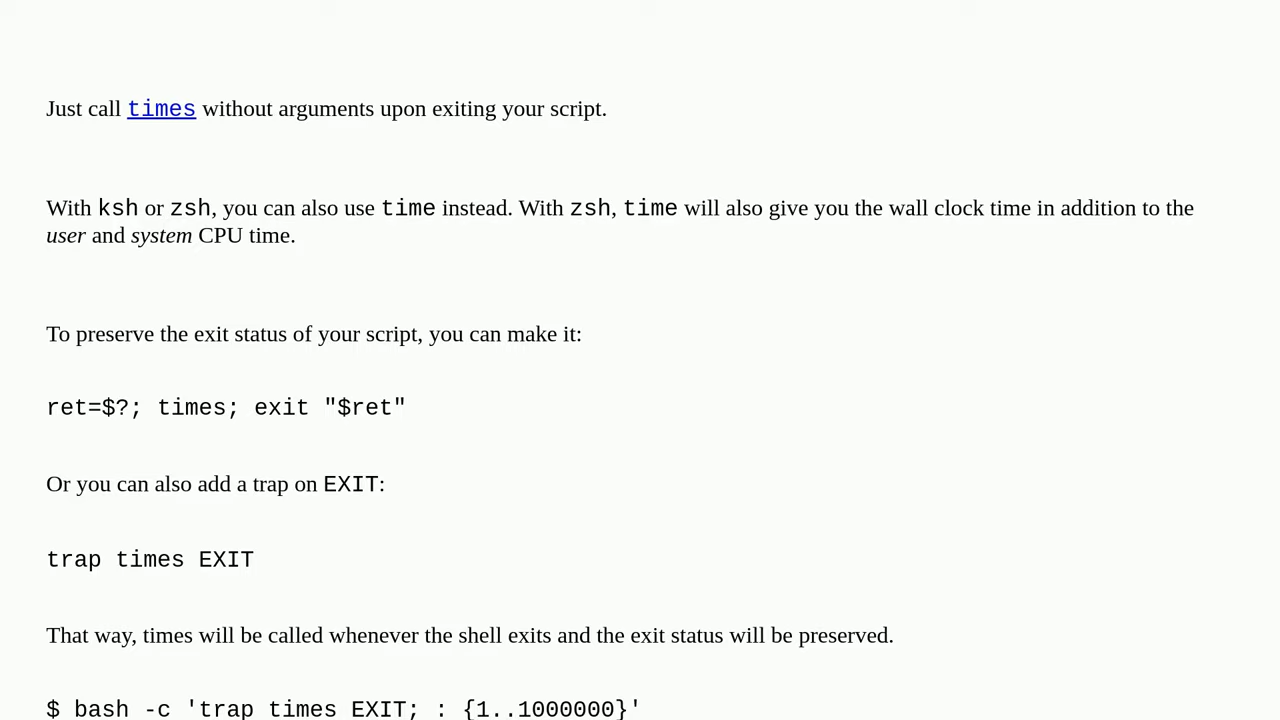 Just call times without arguments upon exiting your script.
With ksh or zsh, you can also use time instead. With zsh, time will also give you the wall clock time in addition to the
user and system CPU time.
To preserve the exit status of your script, you can make it:
ret=$?; times; exit "$ret"
Or you can also add a trap on EXIT:
trap times EXIT
That way, times will be called whenever the shell exits and the exit status will be preserved.
$ bash -c 'trap times EXIT; : {1..1000000}'